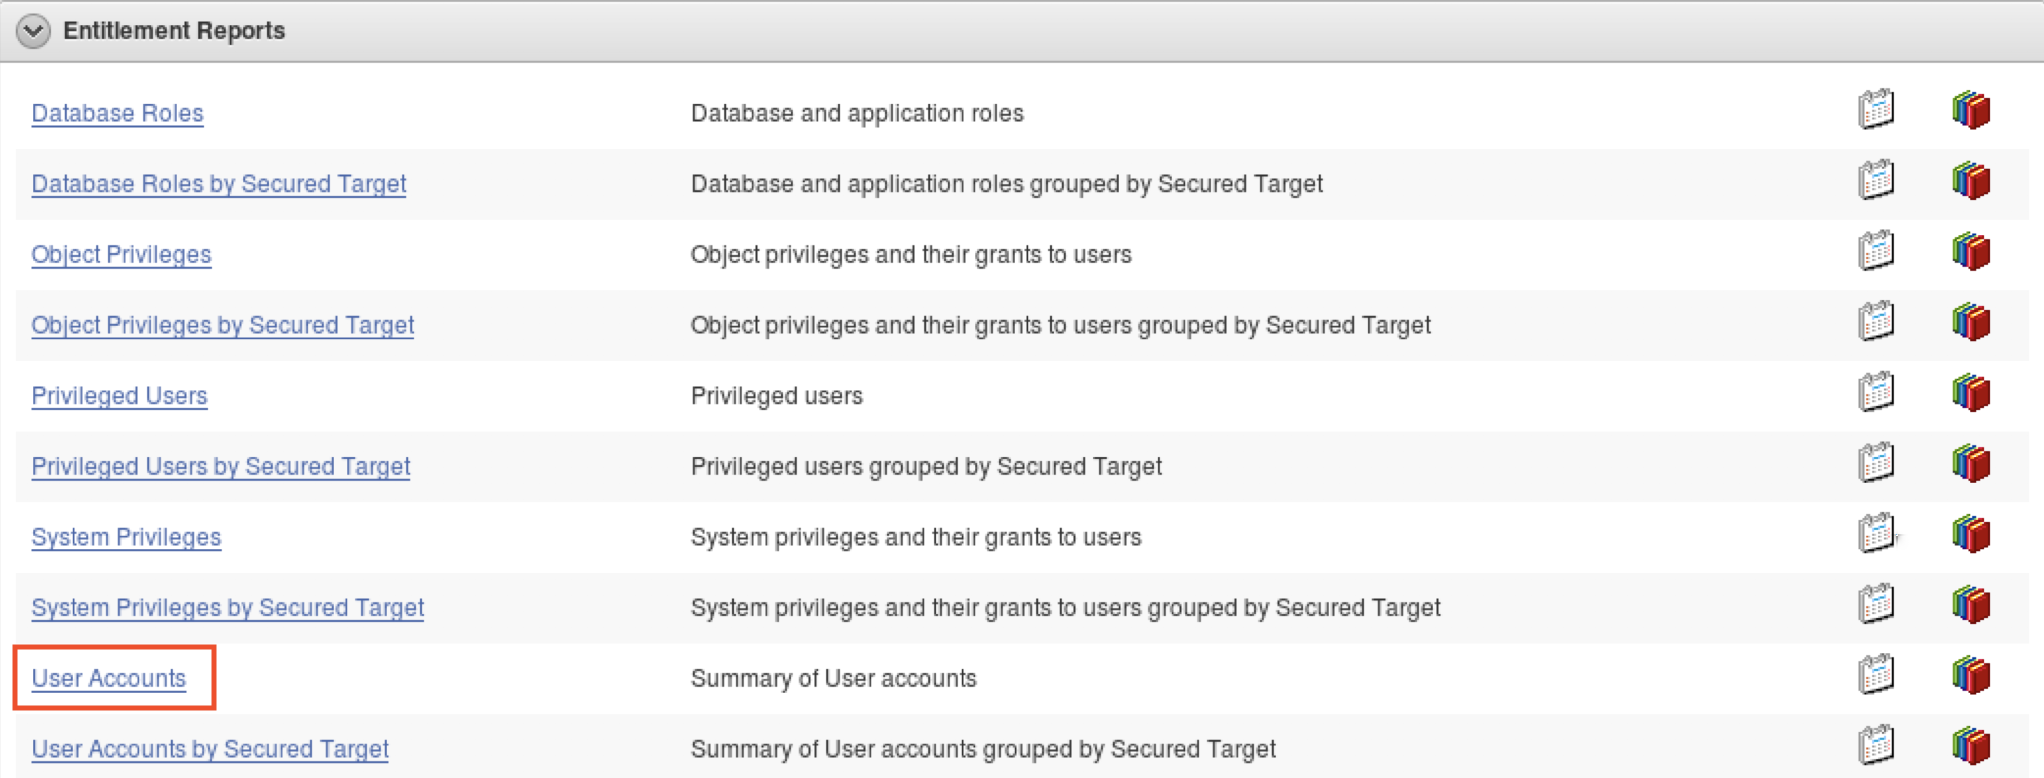 Entitlement Reports
Database Roles Database and application roles
Database Roles by Secured Target Database and application roles grouped by Secured Target
Object Privileges Object privileges and their grants to users
Object Privileges by Secured Target Object privileges and their grants to users grouped by Secured Target
Privileged Users Privileged users
Privileged Users by Secured Target Privileged users grouped by Secured Target
System Privileges System privileges and their grants to users
System Privileges by Secured Target System privileges and their grants to users grouped by Secured Target
User Accounts Summary of User accounts
User Accounts by Secured Target Summary of User accounts grouped by Secured Target